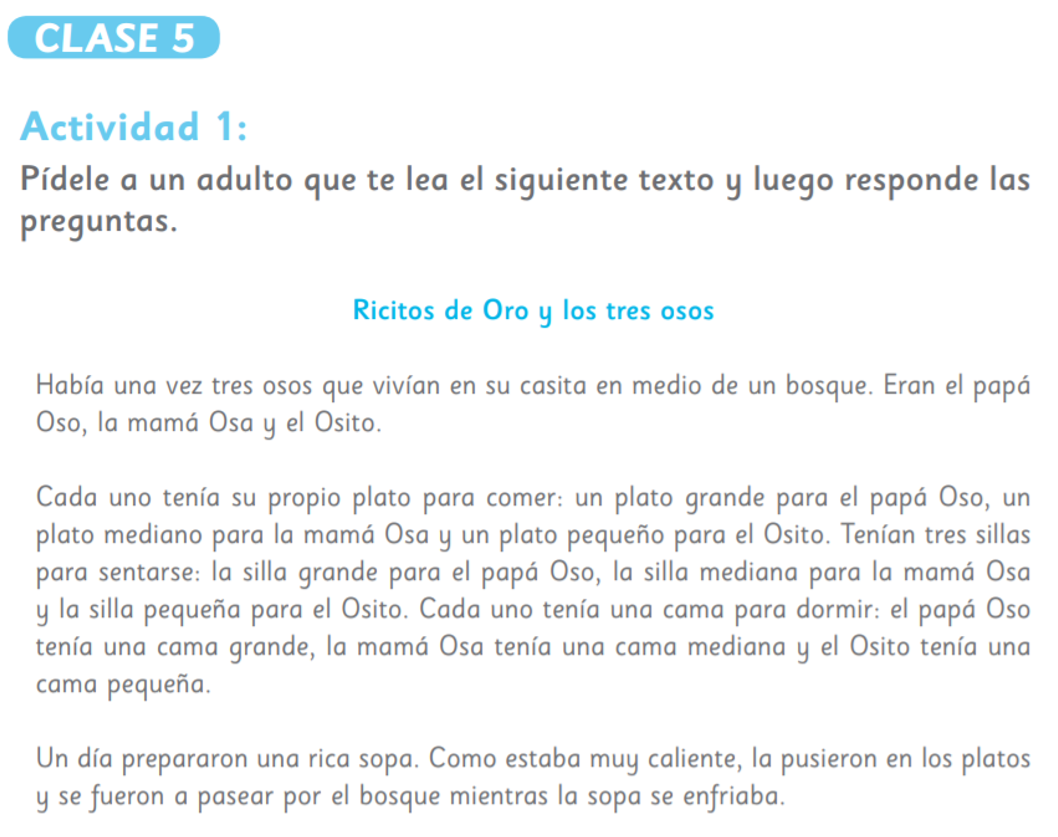 CLASE 5
Actividad 1:
Pídele a un adulto que te lea el siguiente texto y luego responde las
preguntas.
Ricitos de Oro y los tres osos
Había una vez tres osos que vivían en su casita en medio de un bosque. Eran el papá
Oso, la mamá Osa y el Osito.
Cada uno tenía su propio plato para comer: un plato grande para el papá Oso, un
plato mediano para la mamá Osa y un plato pequeño para el Osito. Tenían tres sillas
para sentarse: la silla grande para el papá Oso, la silla mediana para la mamá Osa
y la silla pequeña para el Osito. Cada uno tenía una cama para dormir: el papá Oso
tenía una cama grande, la mamá Osa tenía una cama mediana y el Osito tenía una
cama pequeña.
Un día prepararon una rica sopa. Como estaba muy caliente, la pusieron en los platos
y se fueron a pasear por el bosque mientras la sopa se enfriaba.